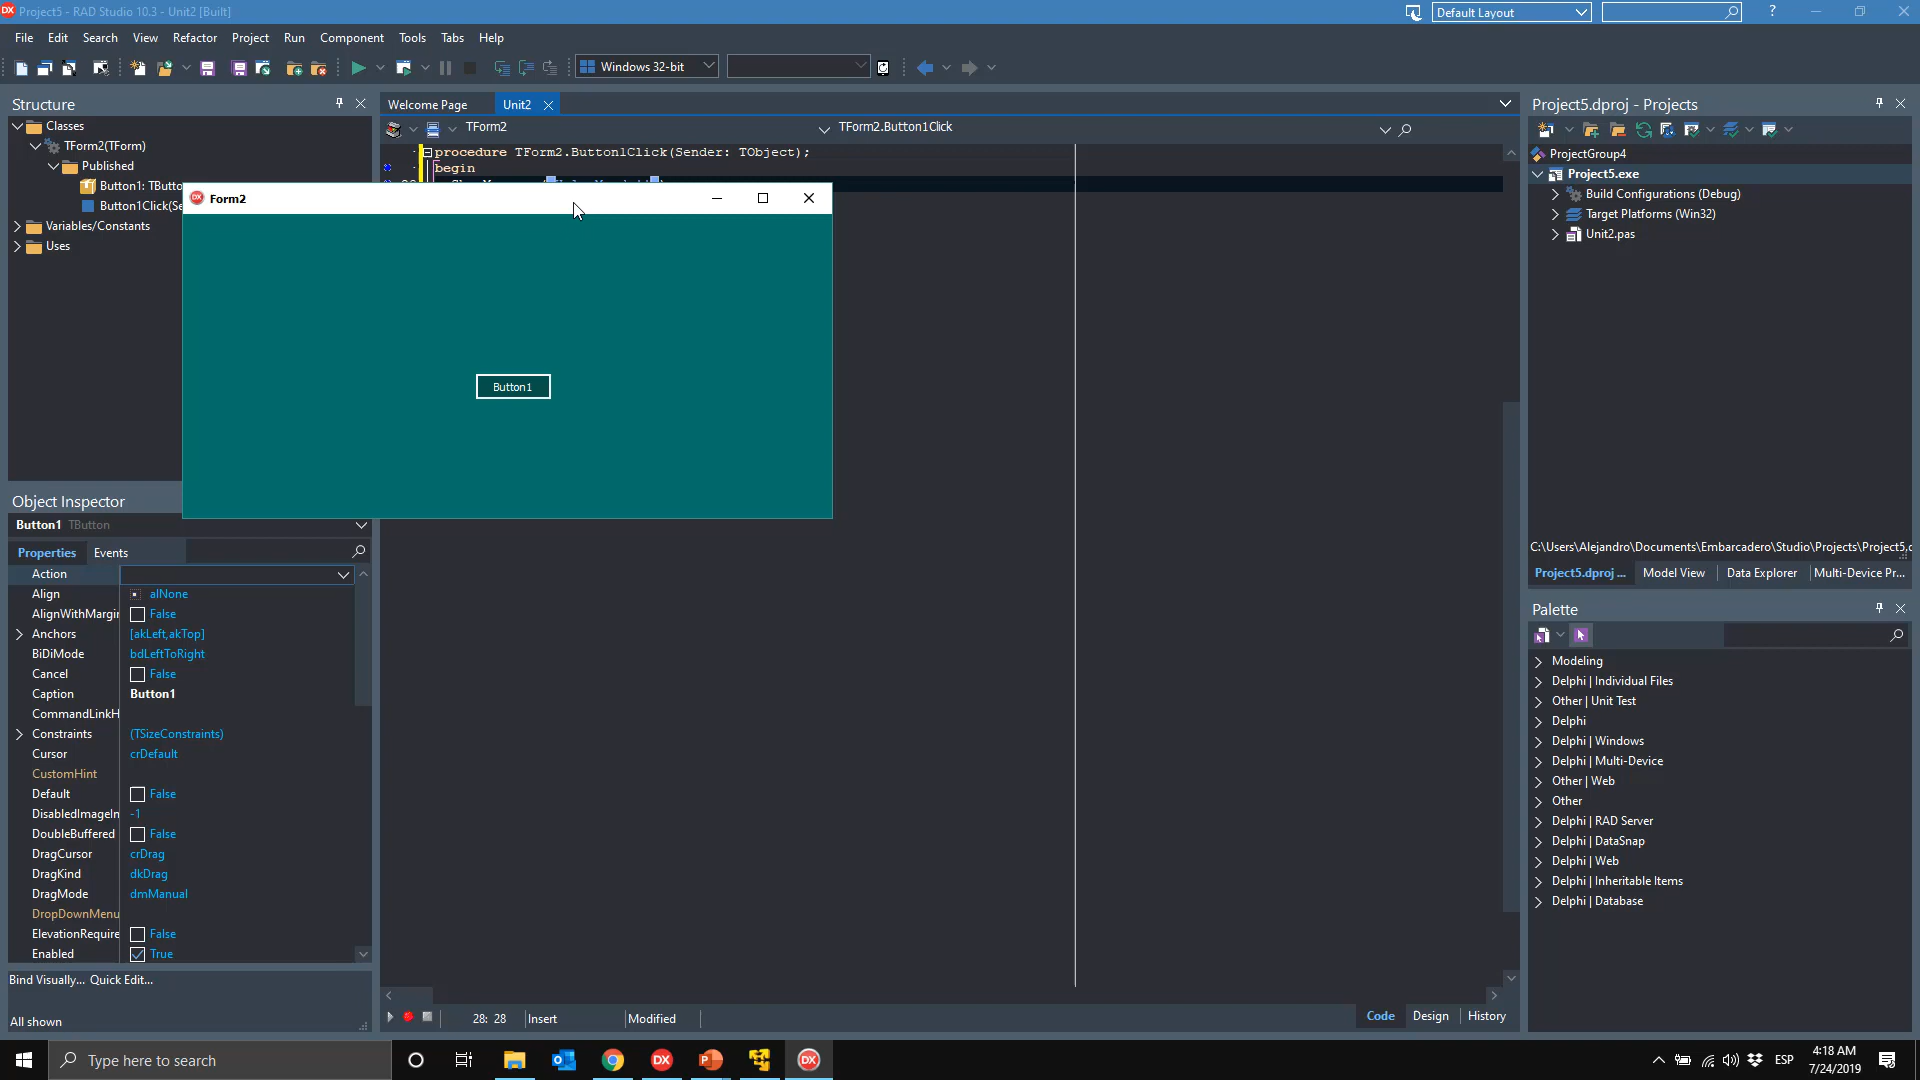 Project5 - RAD Studio 10.3 - Unit2 [Built]
Default Layout
File Edit Search View Refactor Project Run Component Tools Tabs Help
Windows 32-bit
Structure
Classes
TForm2(TForm)
Published
Button1: TButto
Button1Click(Se
Variables/Constants
Uses
Welcome Page
Unit2
TForm2
TForm2.Button1Click
procedure TForm2.Button1Click(Sender: TObject);
begin
Form2
Button1
Object Inspector
Button1 TButton
Properties Events
Action
Align alNone
AlignWithMargin False
Anchors [akLeft,akTop]
BiDiMode bdLeftToRight
Cancel False
Caption Button1
CommandLinkH
Constraints (TSizeConstraints)
Cursor crDefault
CustomHint
Default False
DisabledImageIn -1
DoubleBuffered False
DragCursor crDrag
DragKind dkDrag
DragMode dmManual
DropDownMenu
ElevationRequire False
Enabled True
Bind Visually... Quick Edit...
All shown
28: 28
Insert
Modified
Code Design History
Project5.dproj - Projects
ProjectGroup4
Project5.exe
Build Configurations (Debug)
Target Platforms (Win32)
Unit2.pas
C:\Users\Alejandro\Documents\Embarcadero\Studio\Projects\Project5.d
Project5.dproj ... Model View Data Explorer Multi-Device Pr...
Palette
Modeling
Delphi | Individual Files
Other | Unit Test
Delphi
Delphi | Windows
Delphi | Multi-Device
Other | Web
Other
Delphi | RAD Server
Delphi | DataSnap
Delphi | Web
Delphi | Inheritable Items
Delphi | Database
Type here to search
ESP
4:18 AM
7/24/2019